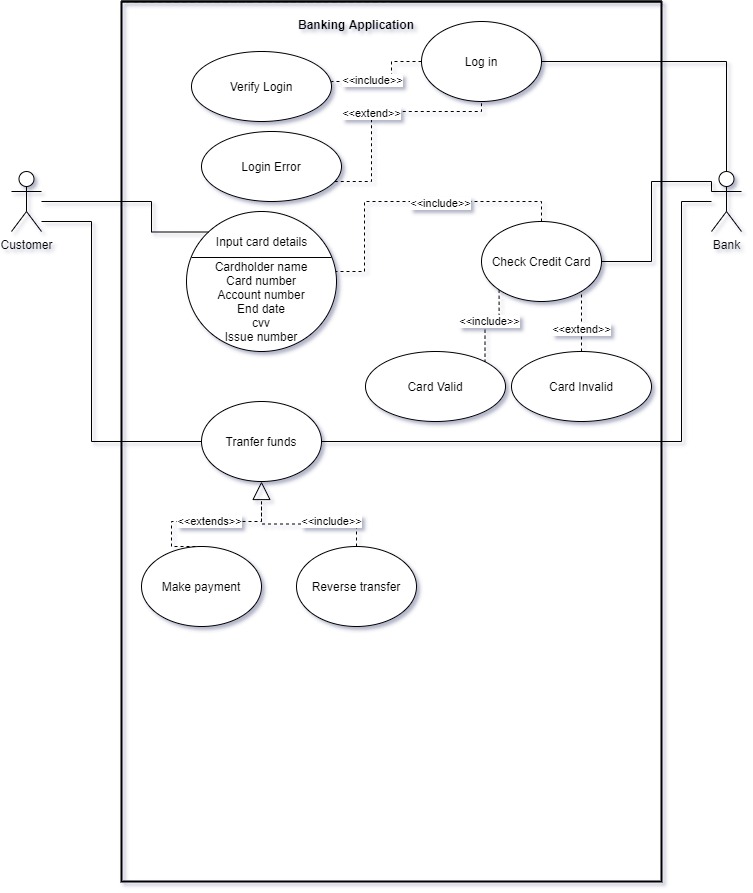 Banking Application
Log in
Verify Login
<<include>>
<<extend>>
Login Error
Customer
Bank
<<include>>
Input card details
Cardholder name
Card number
Account number
End date
cvv
Issue number
Check Credit Card
<<include>>
<<extend>>
Card Valid
Card Invalid
Tranfer funds
<<extends>>
<<include>>
Make payment
Reverse transfer